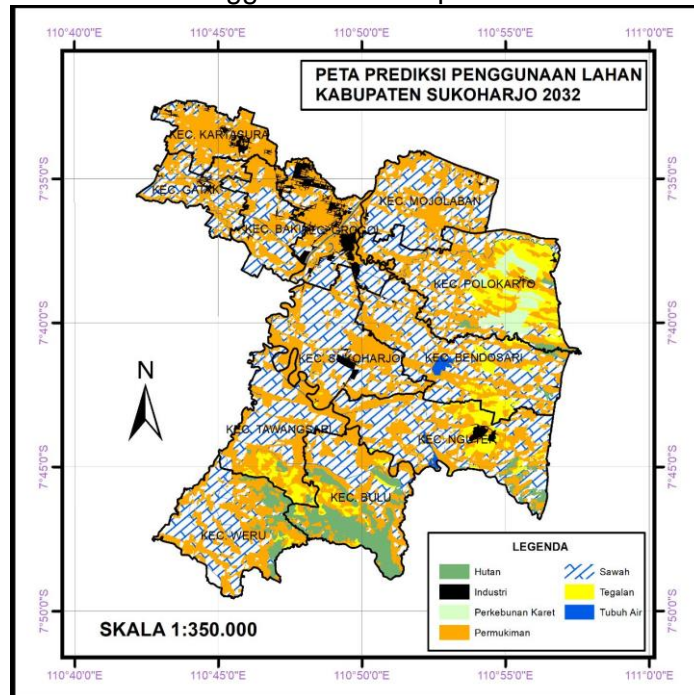 110°40'0"E 110°45'0"E 110°50'0"E 110°55'0"E 111°0'0"E
PETA PREDIKSI PENGGUNAAN LAHAN
KABUPATEN SUKOHARJO 2032
KEC. KARTASURA
7°35'0"S
7°35'0"S
KEC. GATAK
KEC. MOJOLABAN
KEC. BAKI
KEC. GROGOL
KEC. POLOKARTO
7°40'0"S
7°40'0"S
KEC. SUKOHARJO
KEC. BENDOSARI
N
KEC. TAWANGSARI
KEC. NGUTER
7°45'0"S
7°45'0"S
KEC. BULU
KEC. WERU
LEGENDA
Hutan
Industri
Perkebunan Karet
Permukiman
Sawah
Tegalan
Tubuh Air
7°50'0"S
7°50'0"S
SKALA 1:350.000
110°40'0"E 110°45'0"E 110°50'0"E 110°55'0"E 111°0'0"E